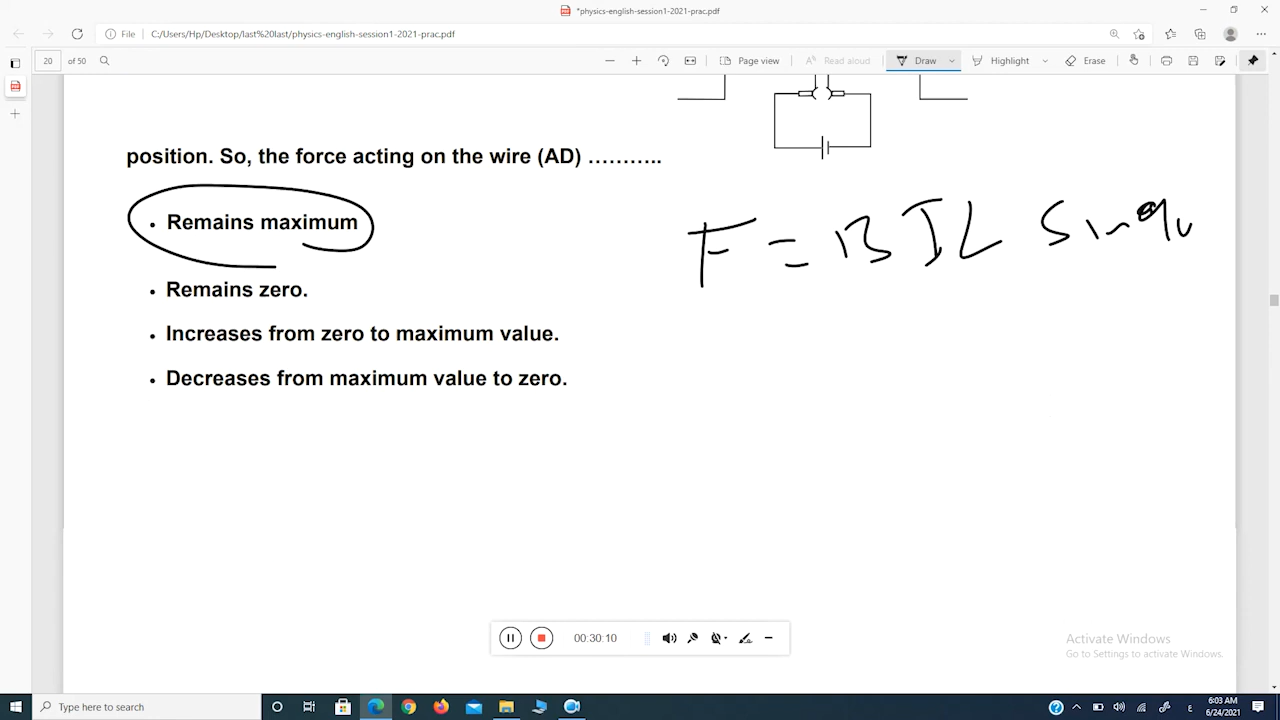 *physics-english-session1-2021-prac.pdf
File C:/Users/Hp/Desktop/last%20last/physics-english-session1-2021-prac.pdf
20 of 50 Page view Read aloud Draw Highlight Erase
position. So, the force acting on the wire (AD) ………..
• Remains maximum
F = B I L Sin 90
• Remains zero.
• Increases from zero to maximum value.
• Decreases from maximum value to zero.
00:30:10
Activate Windows
Go to Settings to activate Windows.
Type here to search
6:03 AM
6/24/2021